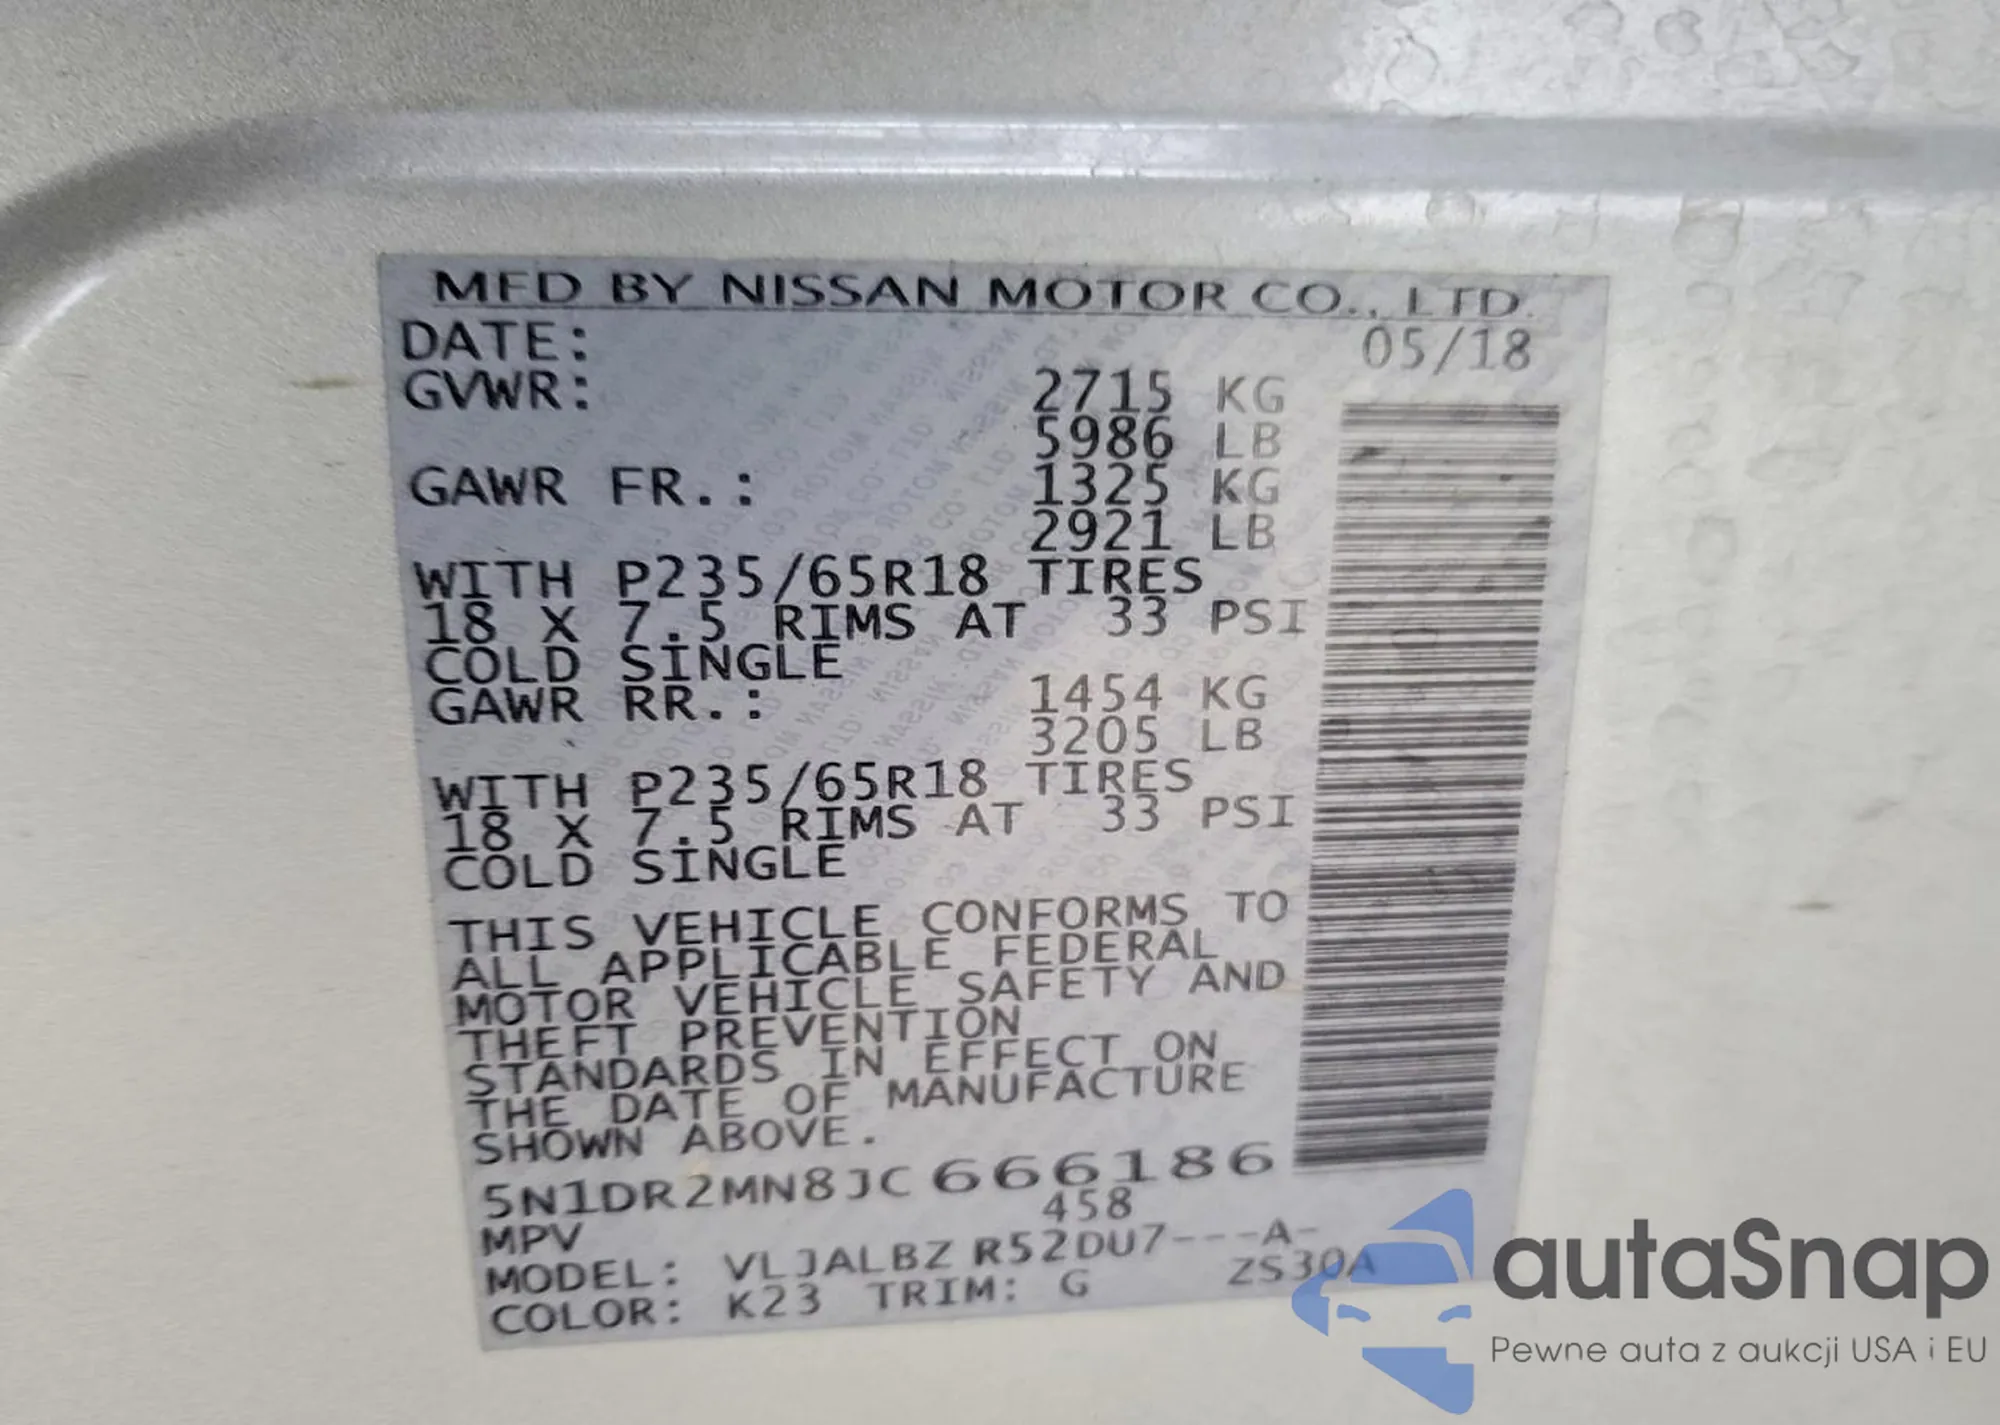 MFD BY NISSAN MOTOR CO., LTD.
DATE: 05/18
GVWR: 2715 KG
5986 LB
GAWR FR.: 1325 KG
2921 LB
WITH P235/65R18 TIRES
18 X 7.5 RIMS AT 33 PSI
COLD SINGLE
GAWR RR.: 1454 KG
3205 LB
WITH P235/65R18 TIRES
18 X 7.5 RIMS AT 33 PSI
COLD SINGLE
THIS VEHICLE CONFORMS TO
ALL APPLICABLE FEDERAL
MOTOR VEHICLE SAFETY AND
THEFT PREVENTION
STANDARDS IN EFFECT ON
THE DATE OF MANUFACTURE
SHOWN ABOVE.
5N1DR2MN8JC666186
MPV 458
MODEL: VLJALBZ R52DU7----A-
COLOR: K23 TRIM: G ZS30A
autaSnap
Pewne auta z aukcji USA i EU